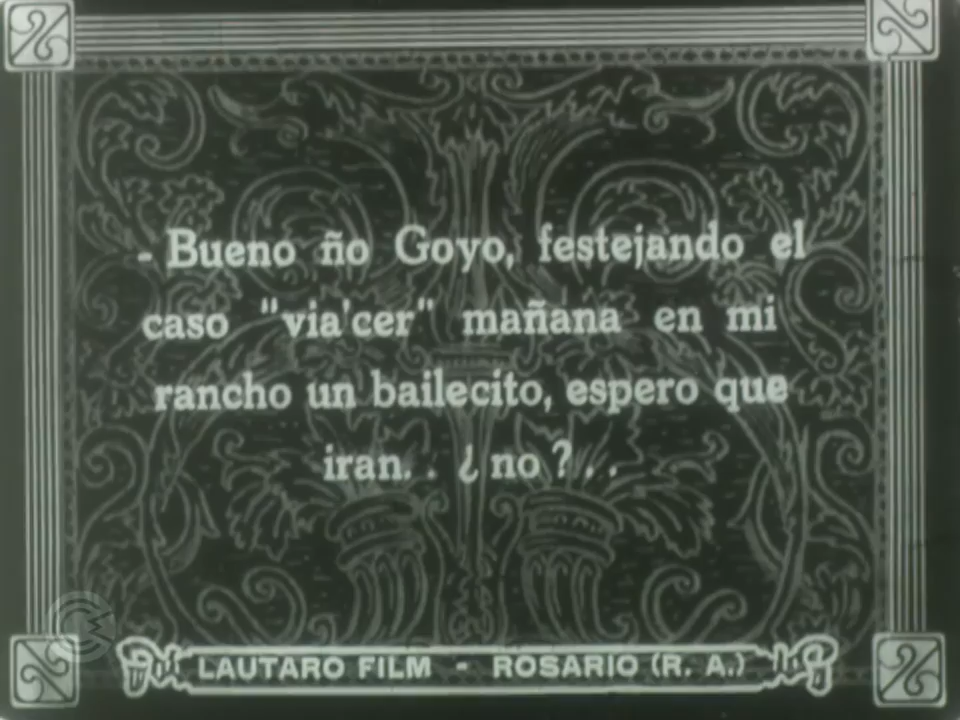 - Bueno ño Goyo, festejando el
caso "via'cer" mañana en mi
rancho un bailecito, espero que
iran. . ¿ no ? . .
LAUTARO FILM - ROSARIO (R. A.)